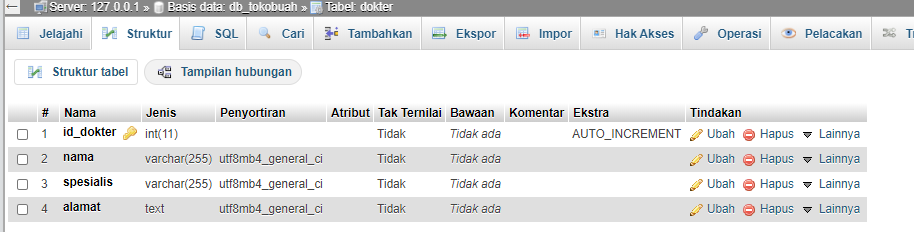 Server: 127.0.0.1 » Basis data: db_tokobuah » Tabel: dokter
Jelajahi Struktur SQL Cari Tambahkan Ekspor Impor Hak Akses Operasi Pelacakan
Struktur tabel Tampilan hubungan
# Nama Jenis Penyortiran Atribut Tak Ternilai Bawaan Komentar Ekstra Tindakan
1 id_dokter int(11) Tidak Tidak ada AUTO_INCREMENT Ubah Hapus Lainnya
2 nama varchar(255) utf8mb4_general_ci Tidak Tidak ada Ubah Hapus Lainnya
3 spesialis varchar(255) utf8mb4_general_ci Tidak Tidak ada Ubah Hapus Lainnya
4 alamat text utf8mb4_general_ci Tidak Tidak ada Ubah Hapus Lainnya